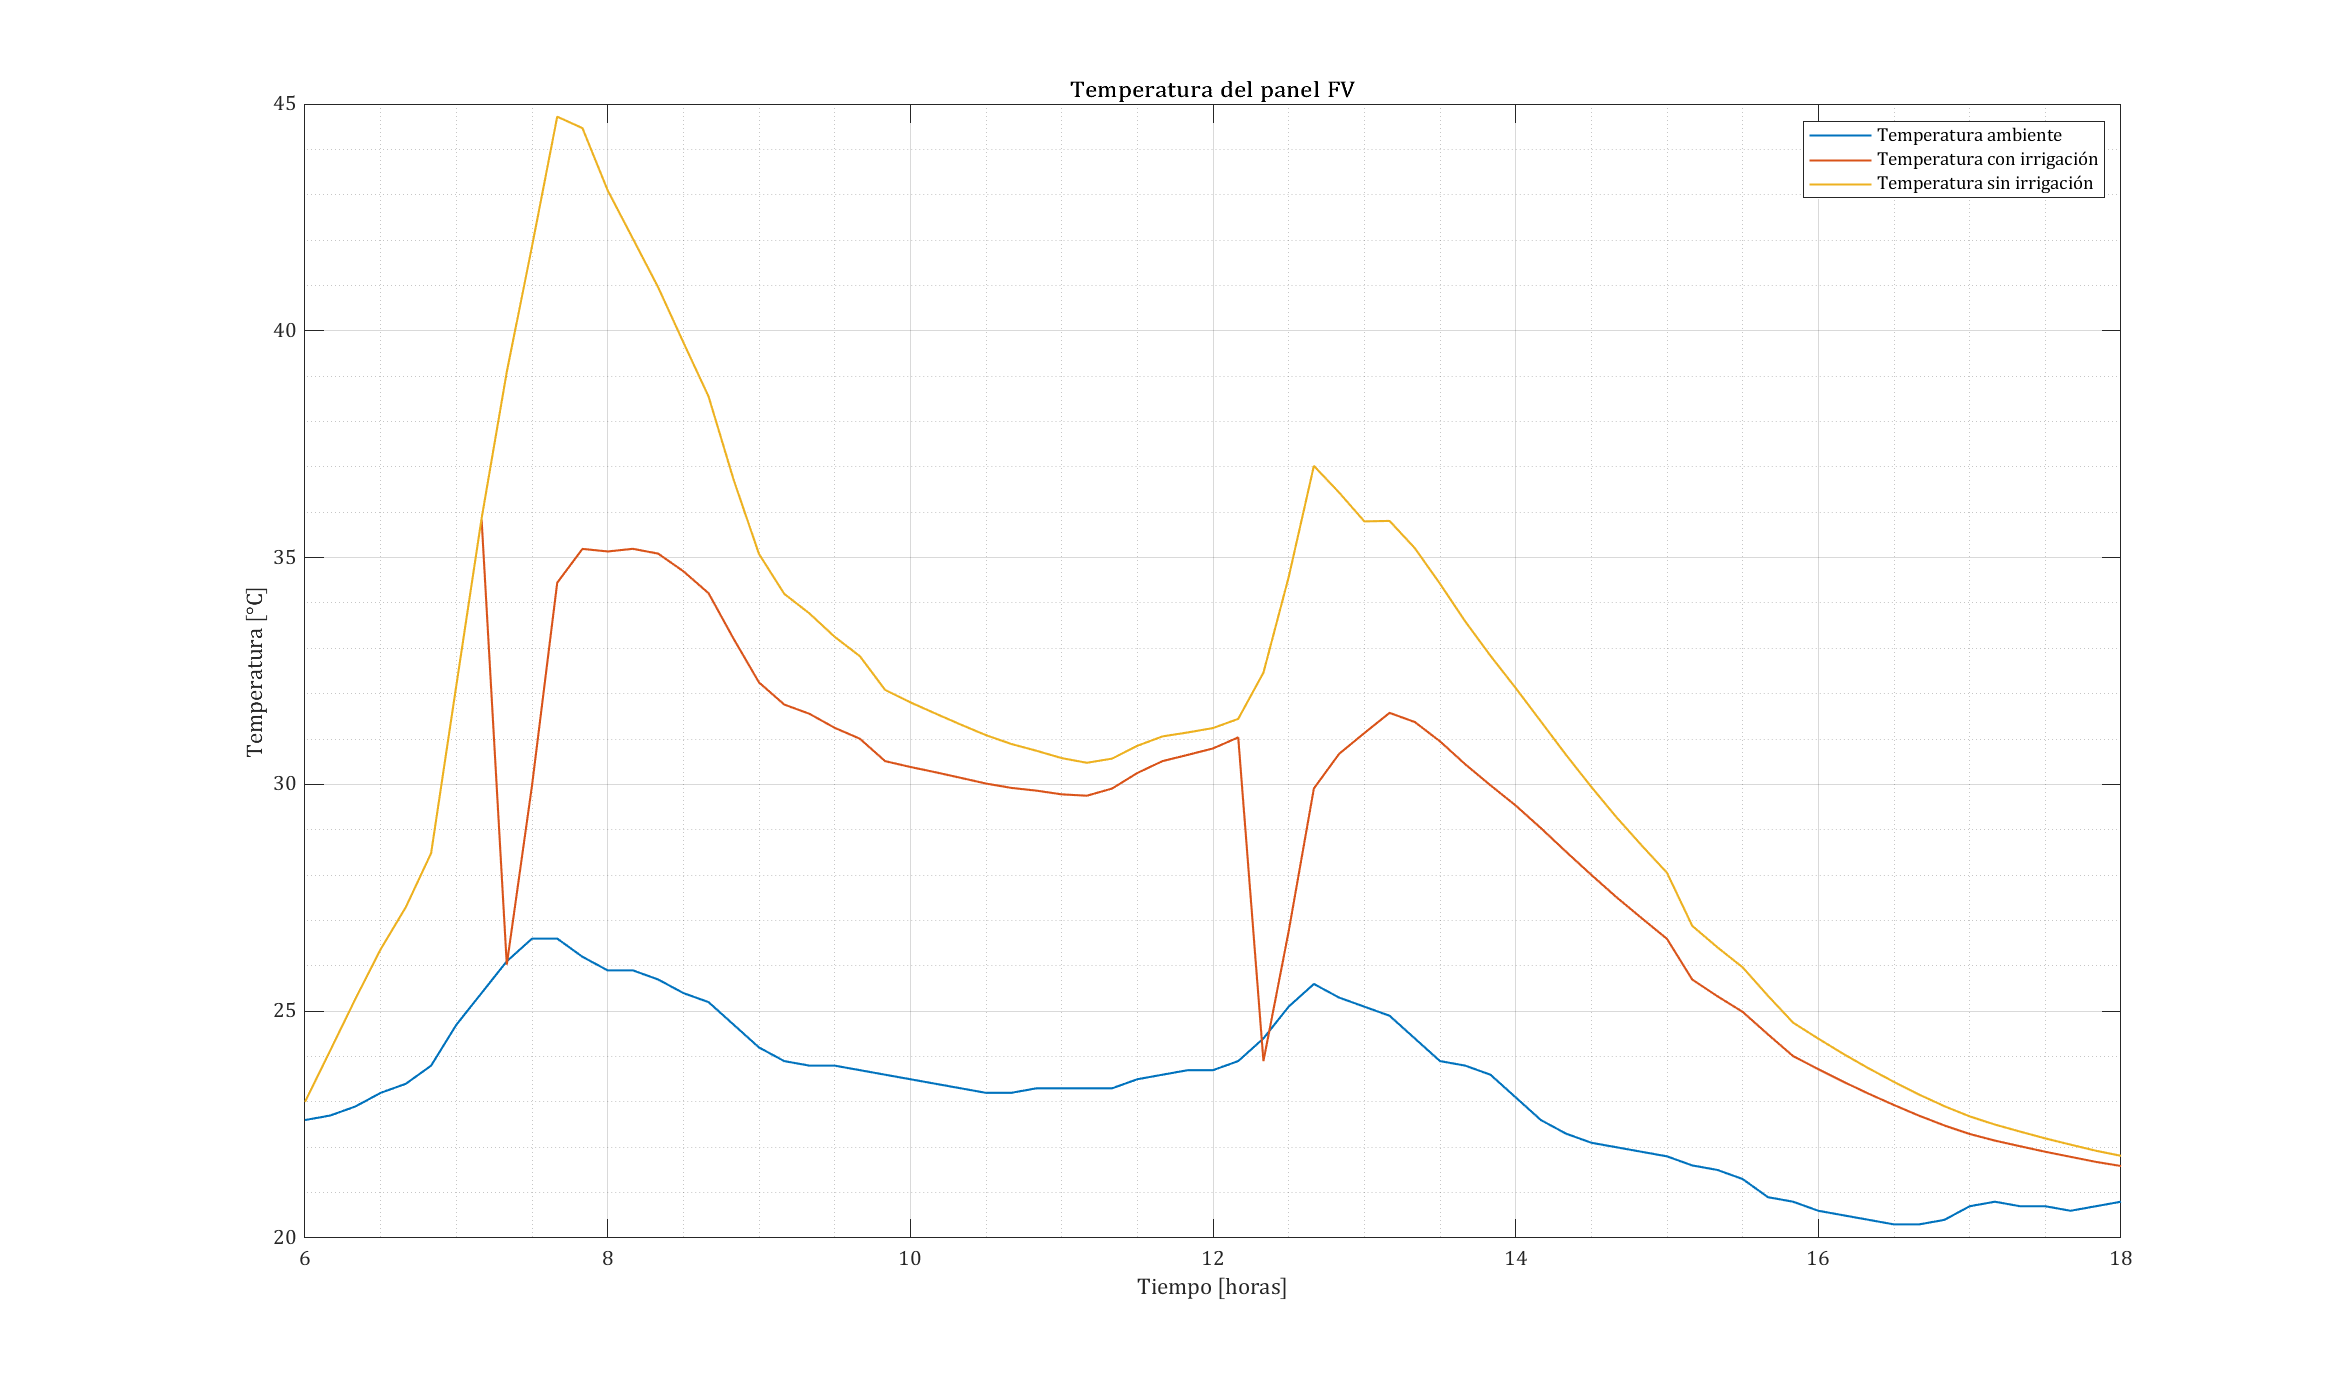 Temperatura del panel FV
45
40
35
30
25
20
Temperatura [°C]
Temperatura ambiente
Temperatura con irrigación
Temperatura sin irrigación
6 8 10 12 14 16 18
Tiempo [horas]